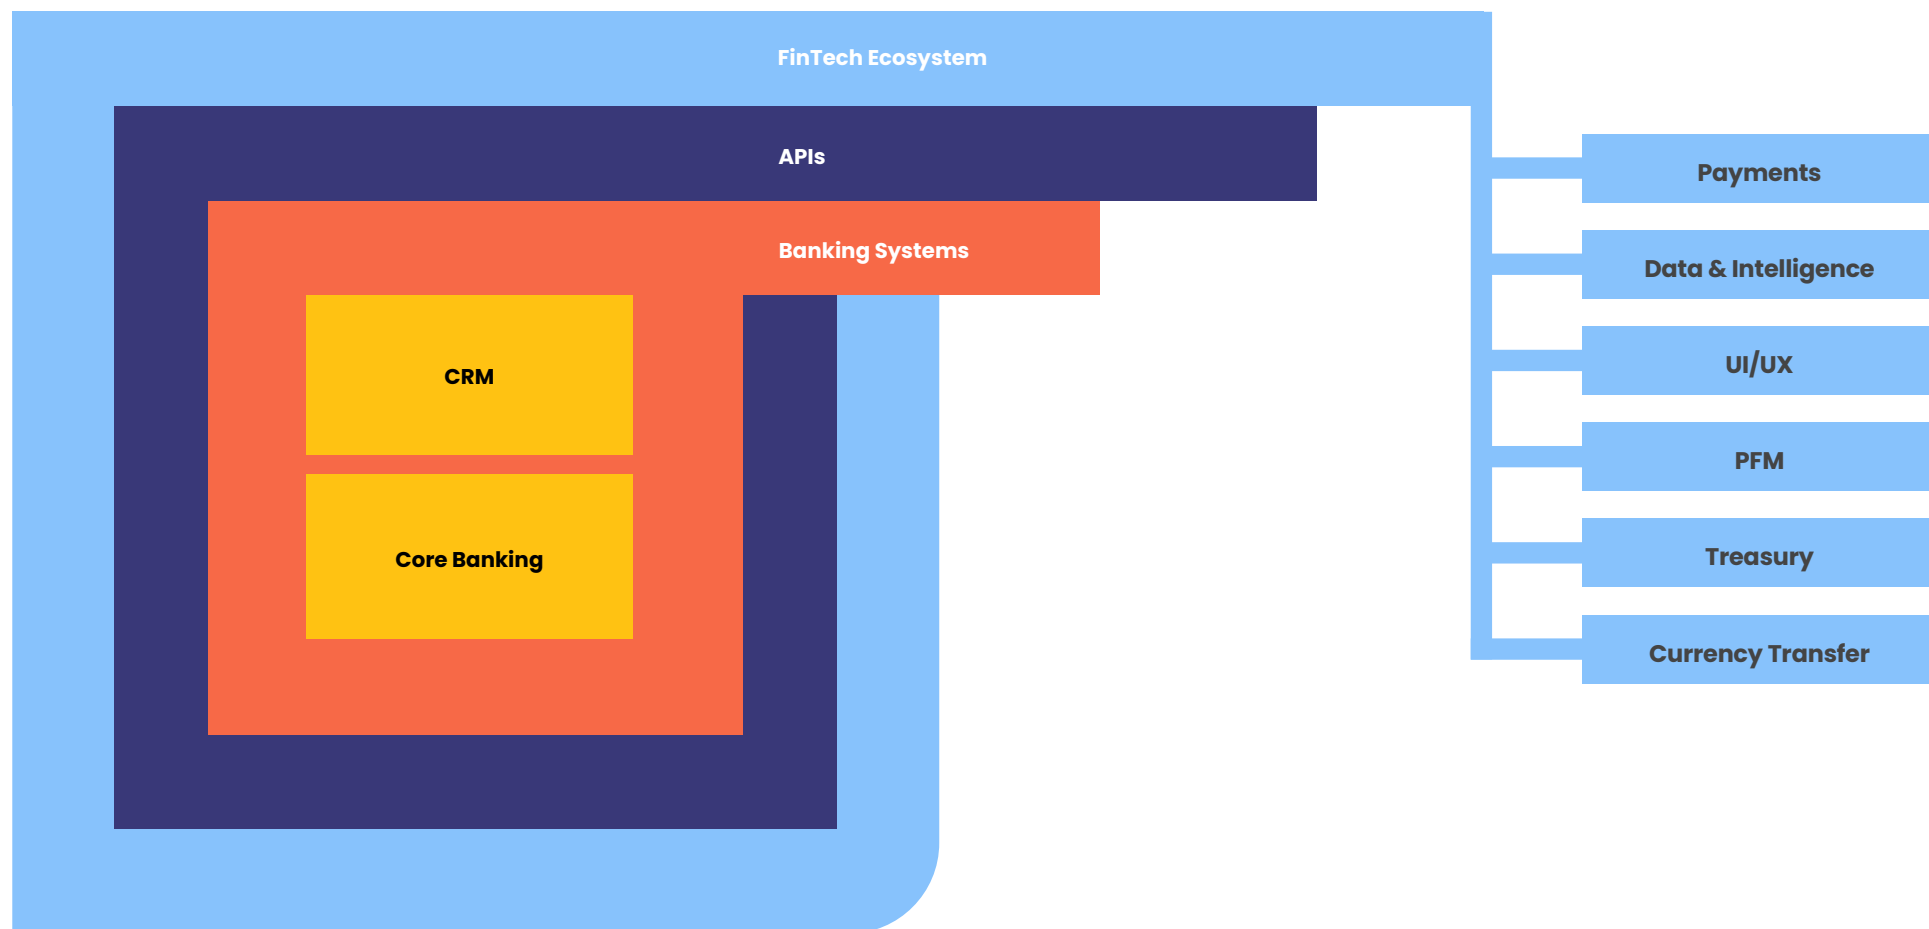 FinTech Ecosystem
APIs
Banking Systems
CRM
Core Banking
Payments
Data & Intelligence
UI/UX
PFM
Treasury
Currency Transfer